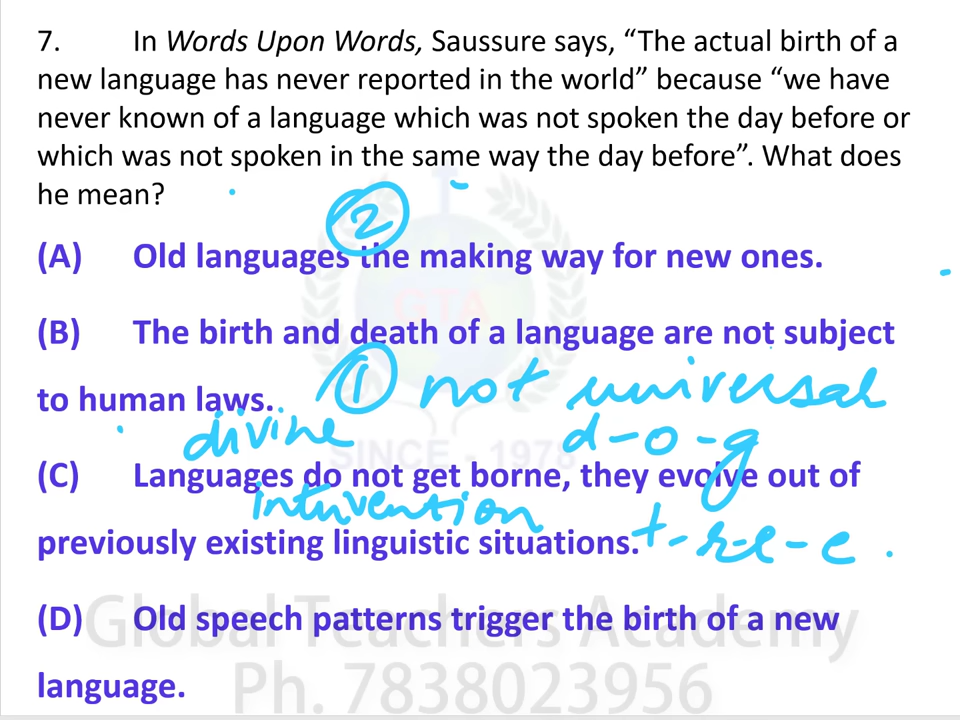 7. In Words Upon Words, Saussure says, “The actual birth of a
new language has never reported in the world” because “we have
never known of a language which was not spoken the day before or
which was not spoken in the same way the day before”. What does
he mean?
2
(A) Old languages the making way for new ones.
GTA
(B) The birth and death of a language are not subject
to human laws.
1 not universal
divine
d-o-g
SINCE - 1978
(C) Languages do not get borne, they evolve out of
intervention
previously existing linguistic situations.
t-r-e-e
Global Teachers Academy
(D) Old speech patterns trigger the birth of a new
language.
Ph. 7838023956